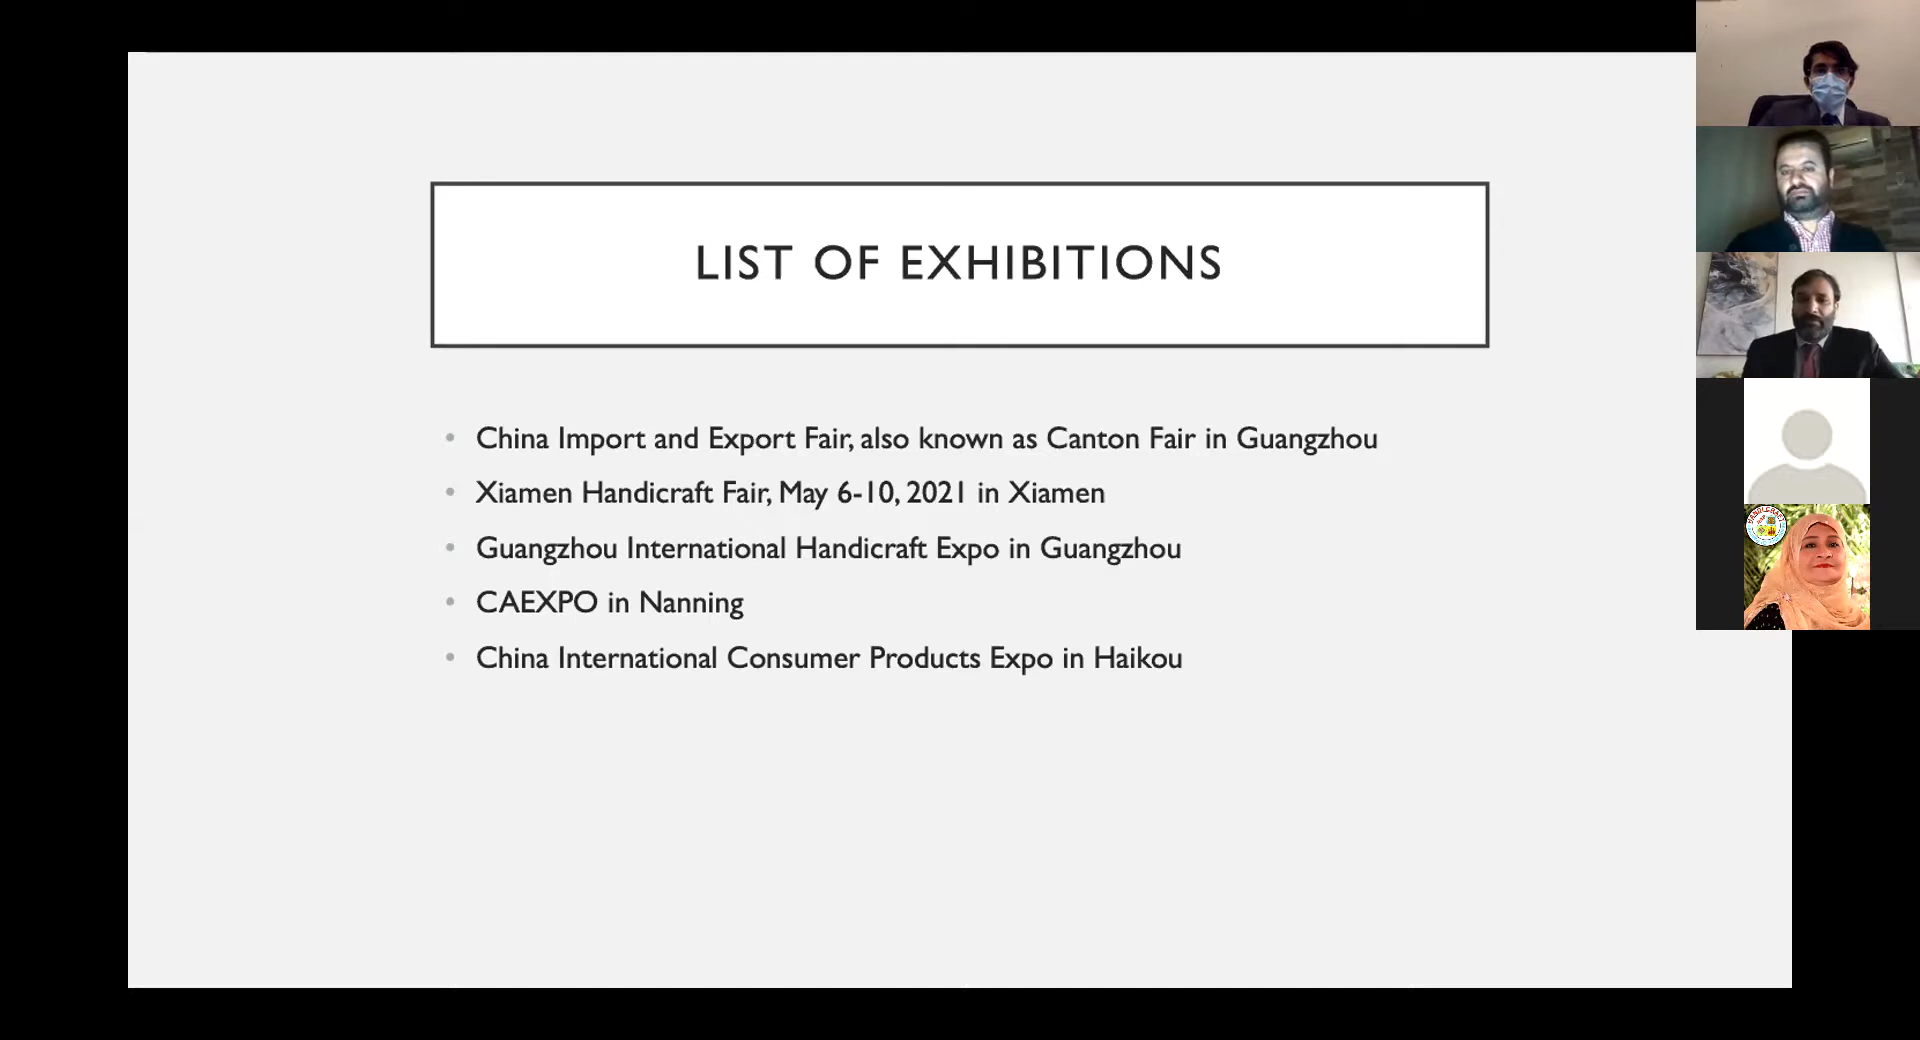 LIST OF EXHIBITIONS
• China Import and Export Fair, also known as Canton Fair in Guangzhou
• Xiamen Handicraft Fair, May 6-10, 2021 in Xiamen
• Guangzhou International Handicraft Expo in Guangzhou
• CAEXPO in Nanning
• China International Consumer Products Expo in Haikou